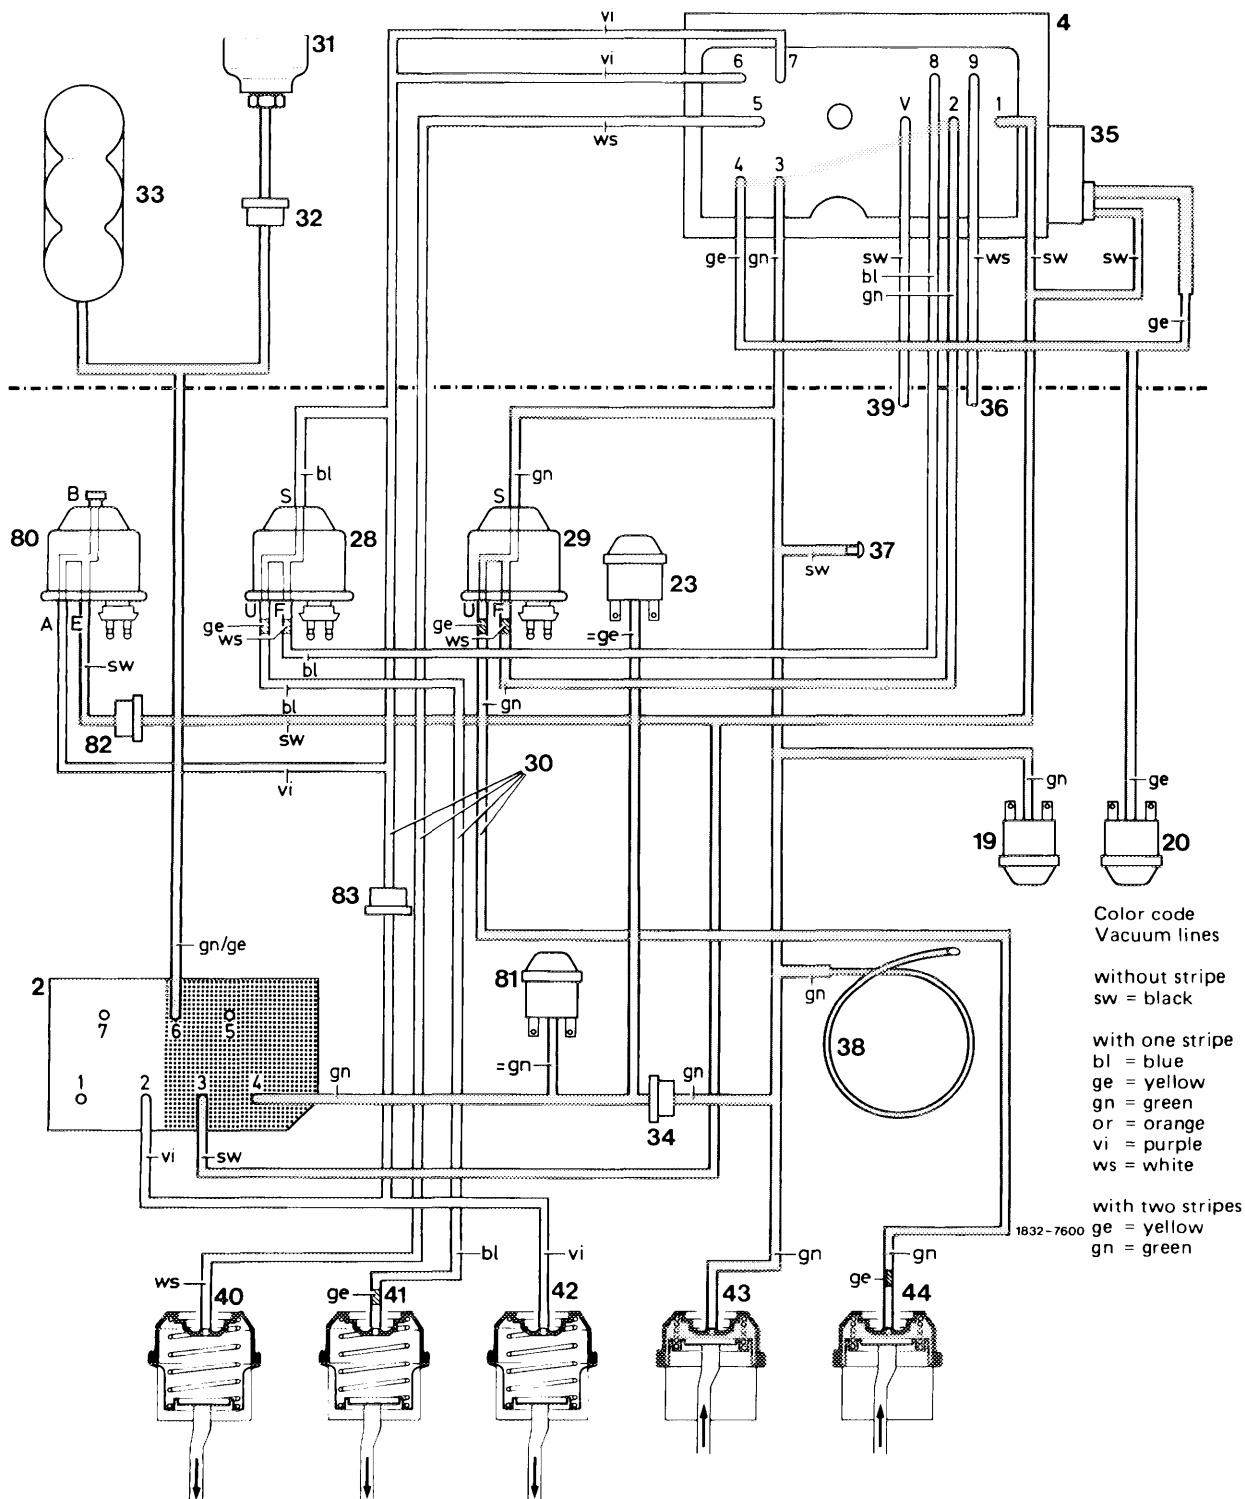 vi
31
4
6
7
8
9
vi
5
V
2
1
35
ws
33
4
3
32
ge
gn
sw
ws
sw
sw
bl
gn
ge
39
36
bl
gn
B
S
S
80
28
29
37
23
sw
A
E
U
F
U
F
ge
ws
ge
ws
=ge
sw
bl
bl
gn
82
sw
30
vi
gn
ge
19
20
83
Color code
Vacuum lines
gn/ge
without stripe
sw = black
2
81
gn
7
6
5
38
with one stripe
bl = blue
ge = yellow
gn = green
or = orange
vi = purple
ws = white
=gn
1
2
3
4
gn
gn
34
vi
sw
with two stripes
ge = yellow
gn = green
1832-7600
bl
vi
gn
gn
ws
40
ge
41
42
43
ge
44